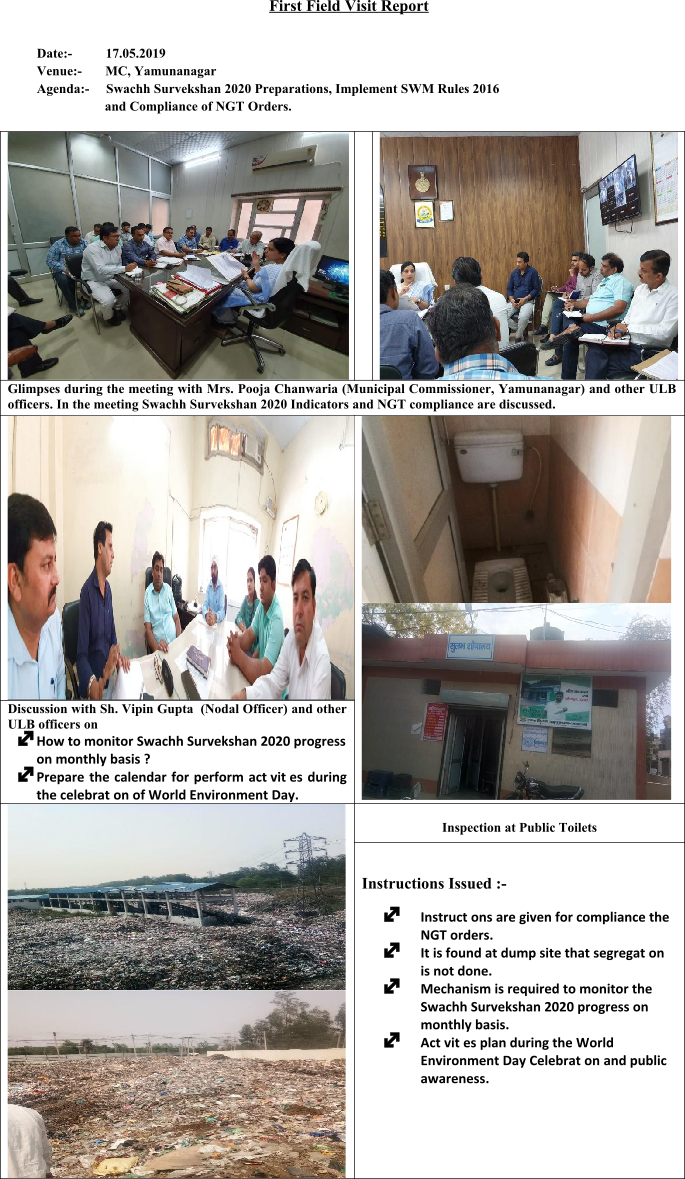 First Field Visit Report
Date:- 17.05.2019
Venue:- MC, Yamunanagar
Agenda:- Swachh Survekshan 2020 Preparations, Implement SWM Rules 2016
and Compliance of NGT Orders.
Glimpses during the meeting with Mrs. Pooja Chanwaria (Municipal Commissioner, Yamunanagar) and other ULB
officers. In the meeting Swachh Survekshan 2020 Indicators and NGT compliance are discussed.
सुलभ शौचालय
Discussion with Sh. Vipin Gupta (Nodal Officer) and other
ULB officers on
How to monitor Swachh Survekshan 2020 progress
on monthly basis ?
Prepare the calendar for perform act vit es during
the celebrat on of World Environment Day.
Inspection at Public Toilets
Instructions Issued :-
Instruct ons are given for compliance the
NGT orders.
It is found at dump site that segregat on
is not done.
Mechanism is required to monitor the
Swachh Survekshan 2020 progress on
monthly basis.
Act vit es plan during the World
Environment Day Celebrat on and public
awareness.